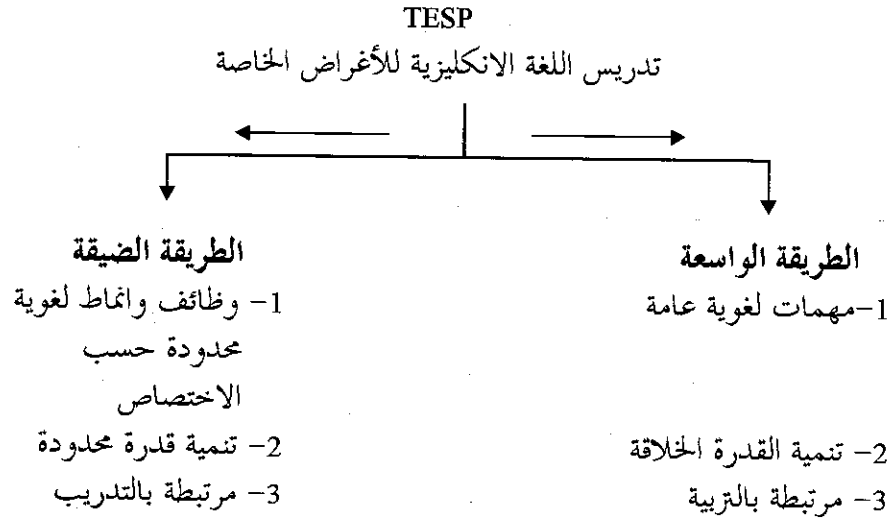 TESP
تدريس اللغة الانكليزية للأغراض الخاصة
الطريقة الواسعة
1-مهمات لغوية عامة
2- تنمية القدرة الخلاقة
3- مرتبطة بالتربية
الطريقة الضيقة
1- وظائف وانماط لغوية
محدودة حسب
الاختصاص
2- تنمية قدرة محدودة
3- مرتبطة بالتدريب